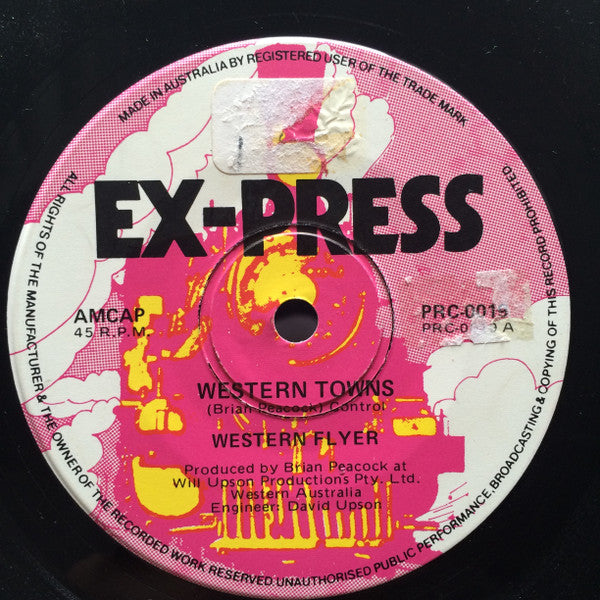 MADE IN AUSTRALIA BY REGISTERED USER OF THE TRADE MARK
EX-PRESS
AMCAP
45 R.P.M.
WESTERN TOWNS
(Brian Peacock) Control
WESTERN FLYER
Produced by Brian Peacock at
Will Upson Production's Pty. Ltd.
Western Australia
Engineer: David Upson
ALL RIGHTS OF THE MANUFACTURER & THE OWNER OF THE RECORDED WORK RESERVED. UNAUTHORISED PUBLIC PERFORMANCE. BROADCASTING & COPYING OF THIS RECORD PROHIBITED